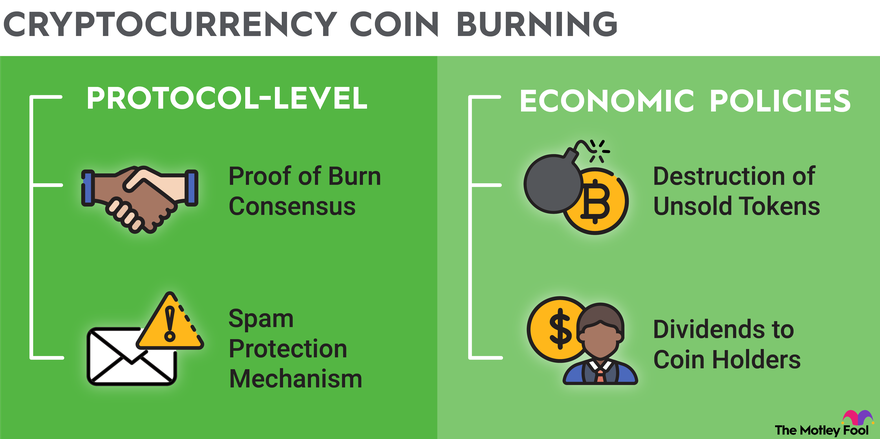 CRYPTOCURRENCY COIN BURNING
PROTOCOL-LEVEL
Proof of Burn
Consensus
Spam
Protection
Mechanism
ECONOMIC POLICIES
Destruction of
Unsold Tokens
Dividends to
Coin Holders
The Motley Fool